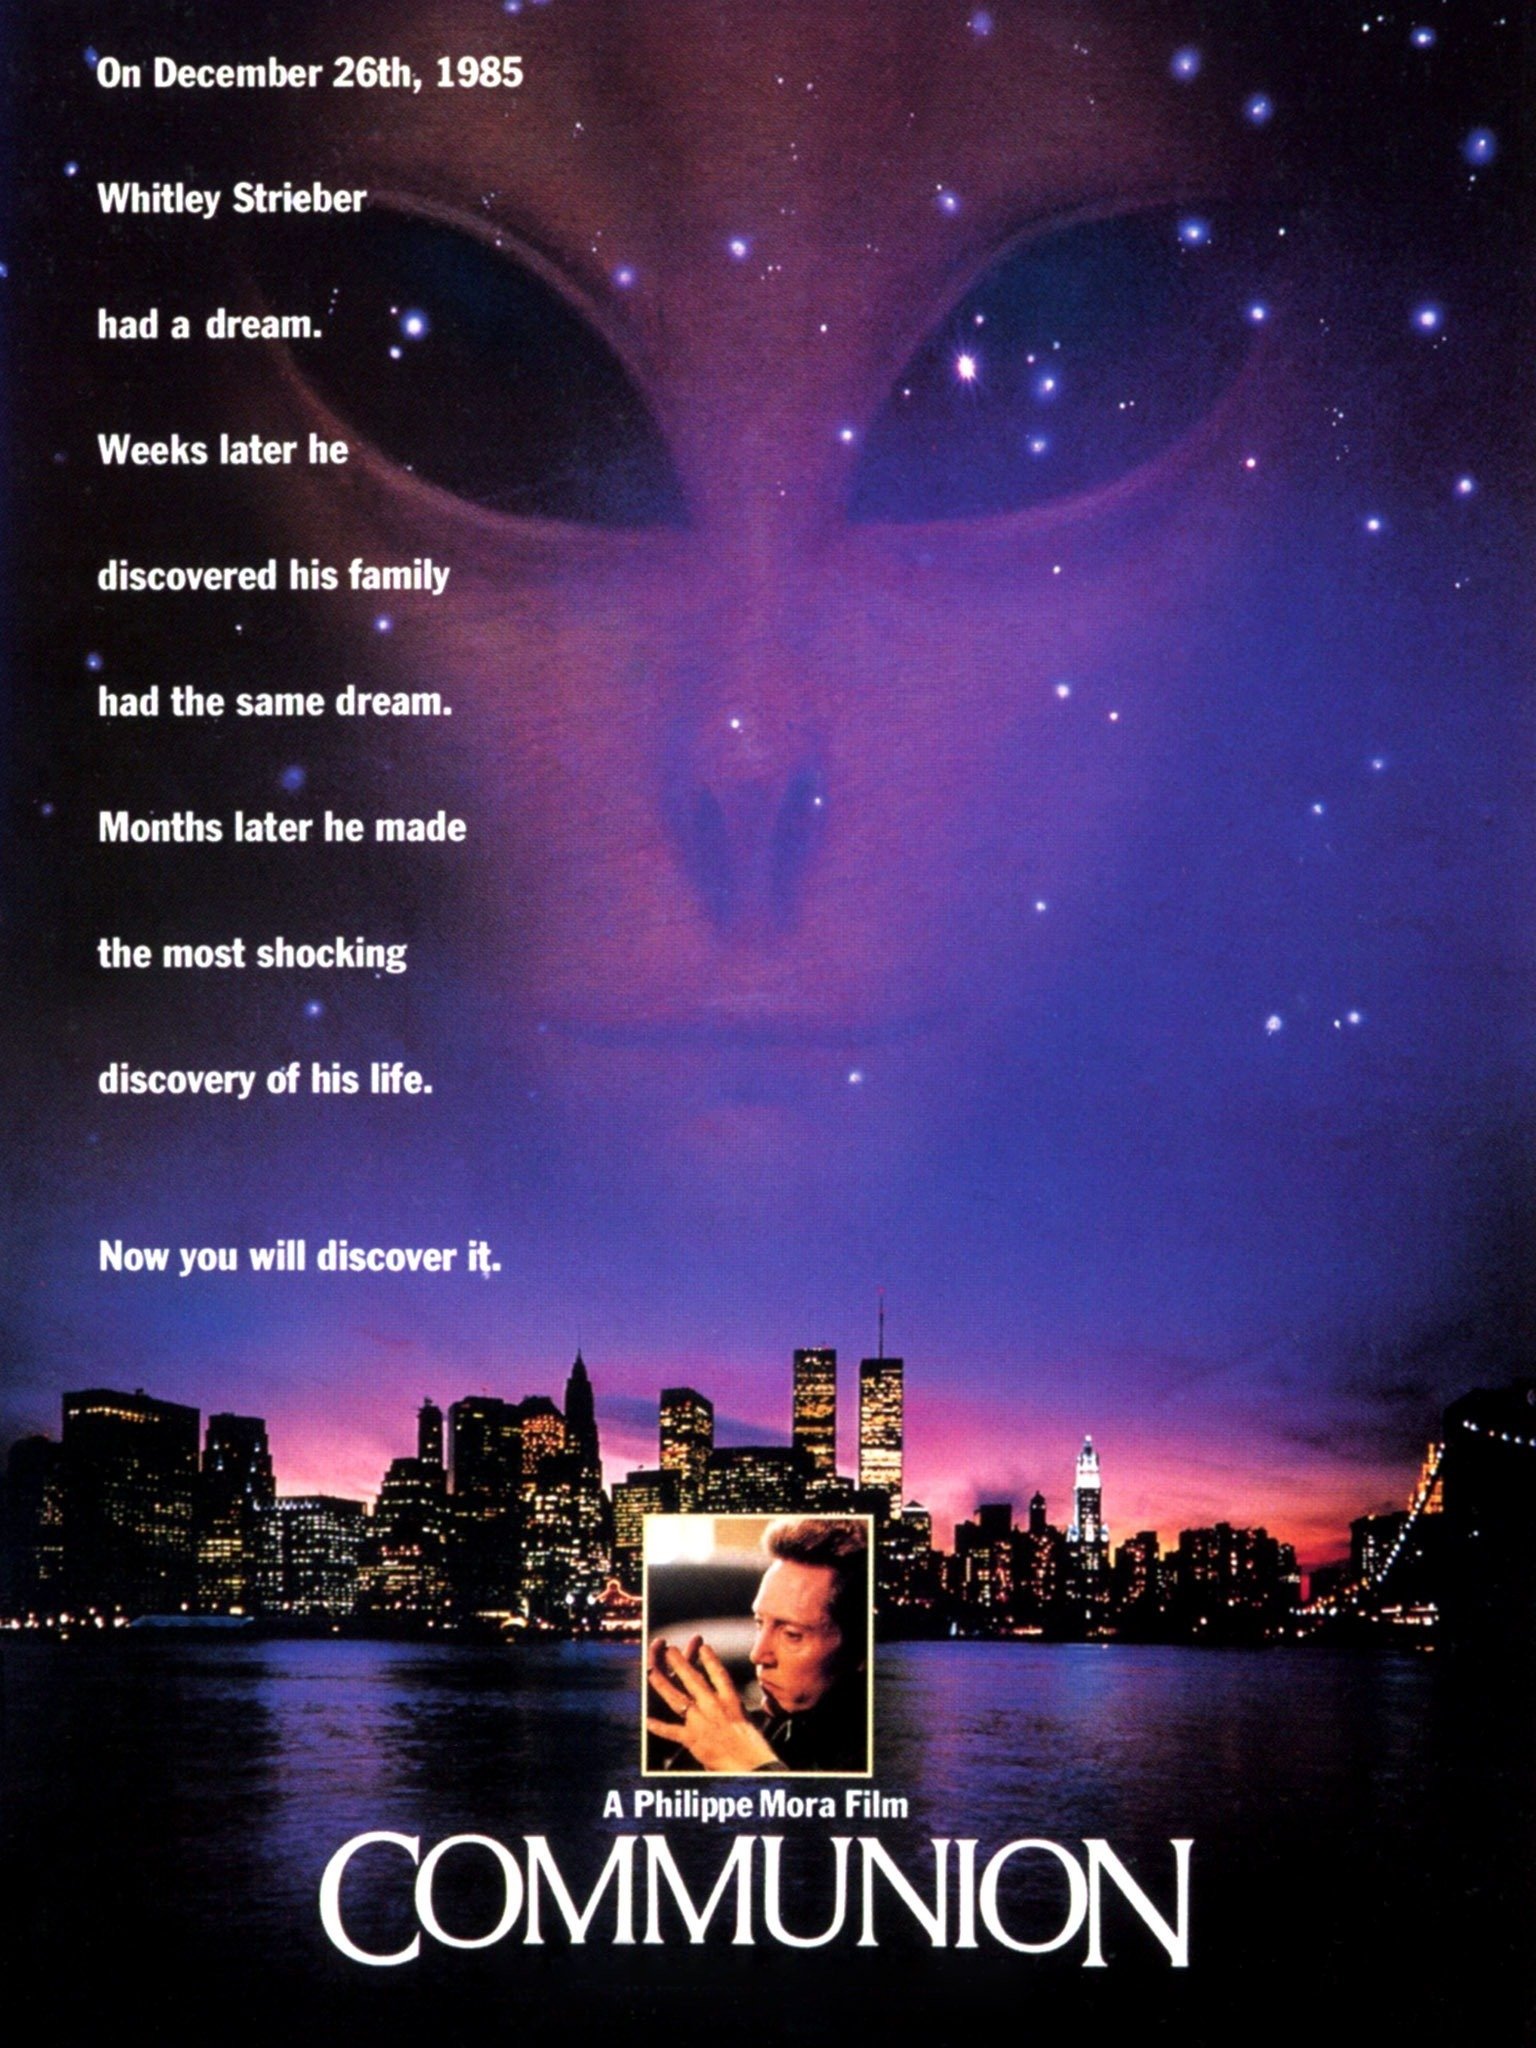 On December 26th, 1985
Whitley Strieber
had a dream.
Weeks later he
discovered his family
had the same dream.
Months later he made
the most shocking
discovery of his life.
Now you will discover it.
A Philippe Mora Film
COMMUNION